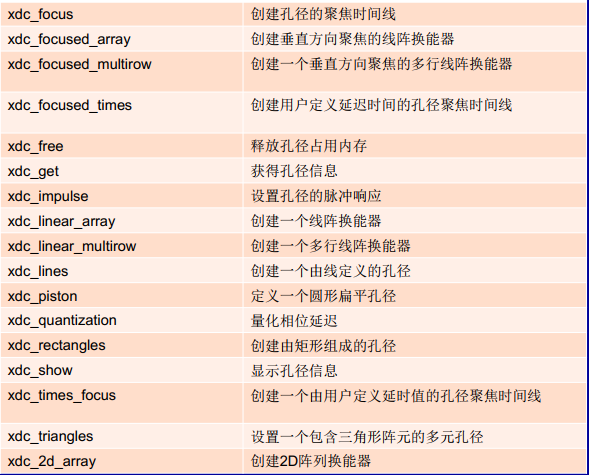 xdc_focus 创建孔径的聚焦时间线
xdc_focused_array 创建垂直方向聚焦的线阵换能器
xdc_focused_multirow 创建一个垂直方向聚焦的多行线阵换能器
xdc_focused_times 创建用户定义延迟时间的孔径聚焦时间线
xdc_free 释放孔径占用内存
xdc_get 获得孔径信息
xdc_impulse 设置孔径的脉冲响应
xdc_linear_array 创建一个线阵换能器
xdc_linear_multirow 创建一个多行线阵换能器
xdc_lines 创建一个由线定义的孔径
xdc_piston 定义一个圆形扁平孔径
xdc_quantization 量化相位延迟
xdc_rectangles 创建由矩形组成的孔径
xdc_show 显示孔径信息
xdc_times_focus 创建一个由用户定义延时值的孔径聚焦时间线
xdc_triangles 设置一个包含三角形阵元的多元孔径
xdc_2d_array 创建2D阵列换能器